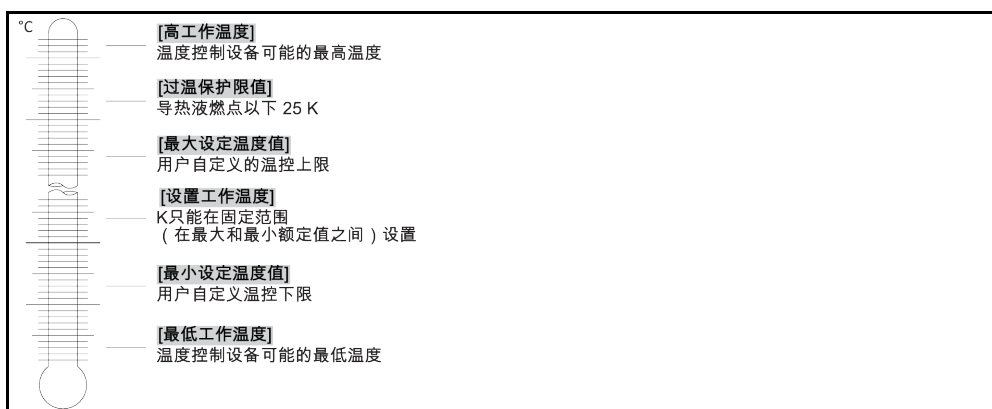 °C
[高工作温度]
温度控制设备可能的最高温度
[过温保护限值]
导热液燃点以下 25 K
[最大设定温度值]
用户自定义的温控上限
[设置工作温度]
K只能在固定范围
(在最大和最小额定值之间)设置
[最小设定温度值]
用户自定义温控下限
[最低工作温度]
温度控制设备可能的最低温度